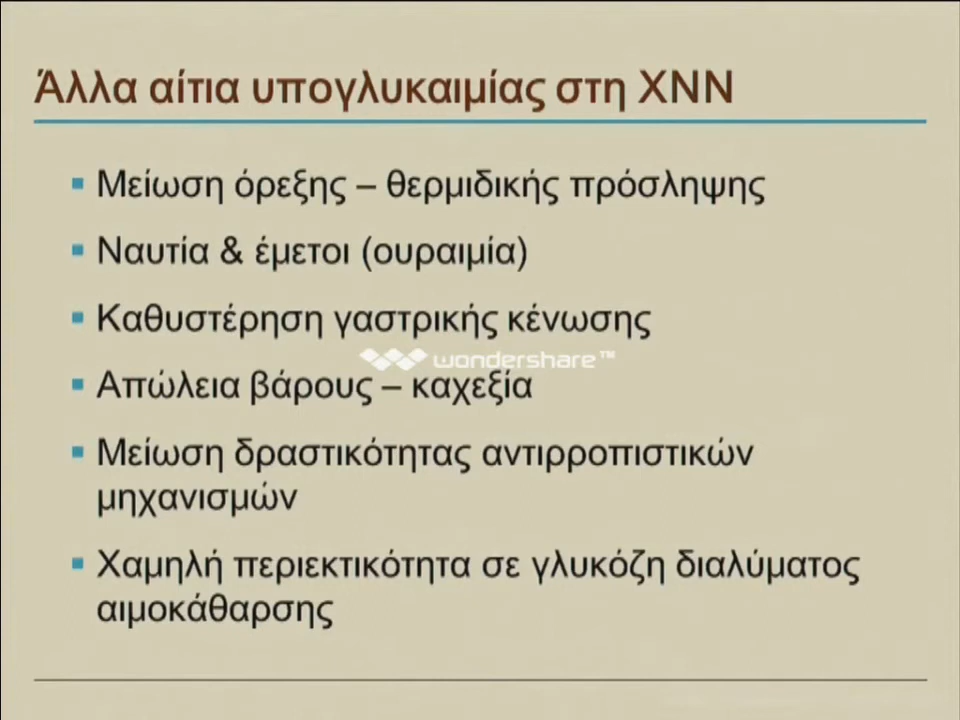 Άλλα αίτια υπογλυκαιμίας στη ΧΝΝ
Μείωση όρεξης – θερμιδικής πρόσληψης
Ναυτία & έμετοι (ουραιμία)
Καθυστέρηση γαστρικής κένωσης
wondershare™
Απώλεια βάρους – καχεξία
Μείωση δραστικότητας αντιρροπιστικών
μηχανισμών
Χαμηλή περιεκτικότητα σε γλυκόζη διαλύματος
αιμοκάθαρσης